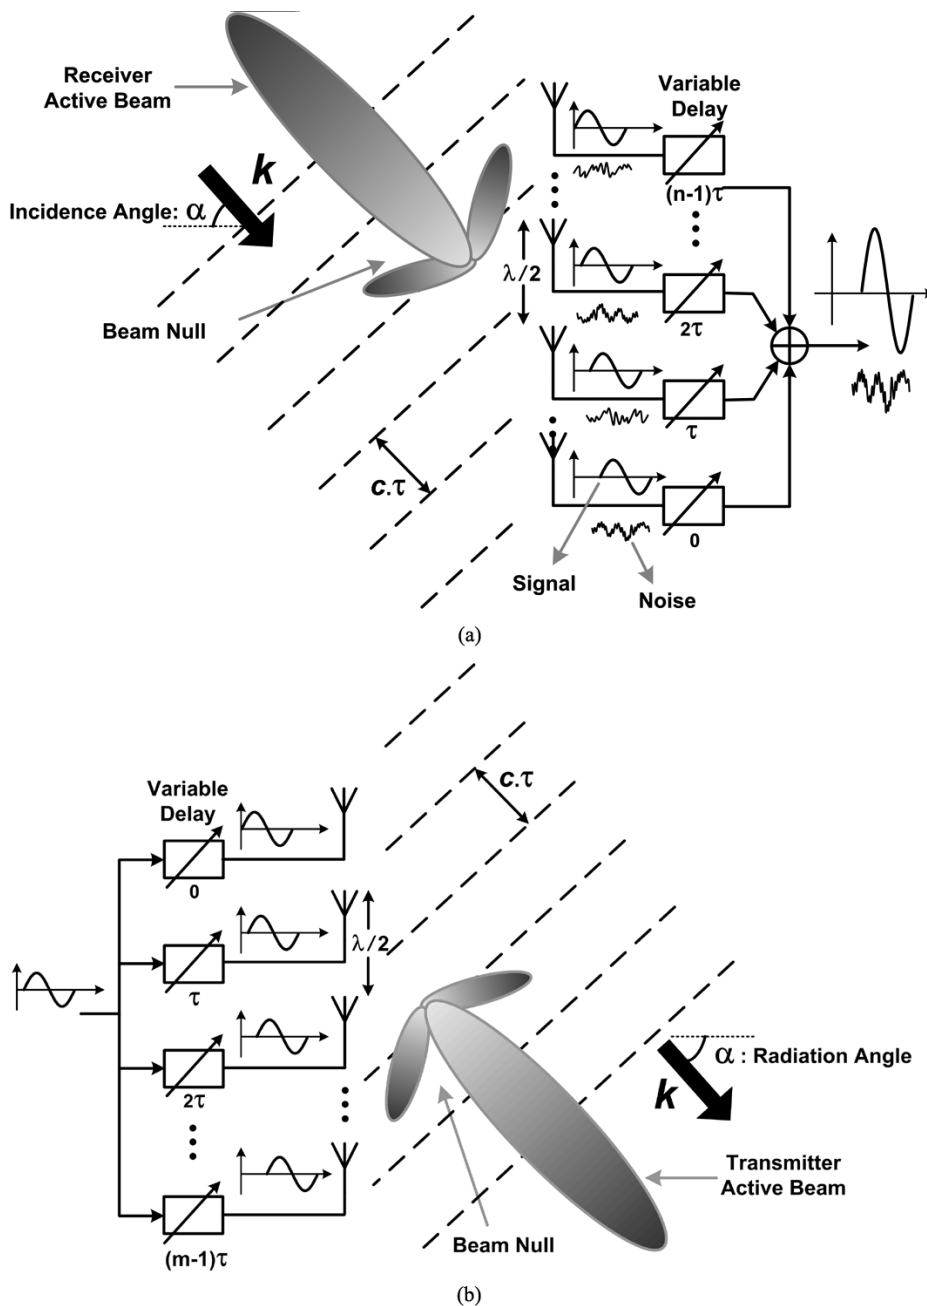 Receiver
Active Beam
Variable
Delay
k
Incidence Angle: α
(n-1)τ
λ/2
Beam Null
2τ
τ
c.τ
0
Signal
Noise
(a)
c.τ
Variable
Delay
0
λ/2
τ
α : Radiation Angle
k
2τ
Transmitter
Active Beam
Beam Null
(m-1)τ
(b)